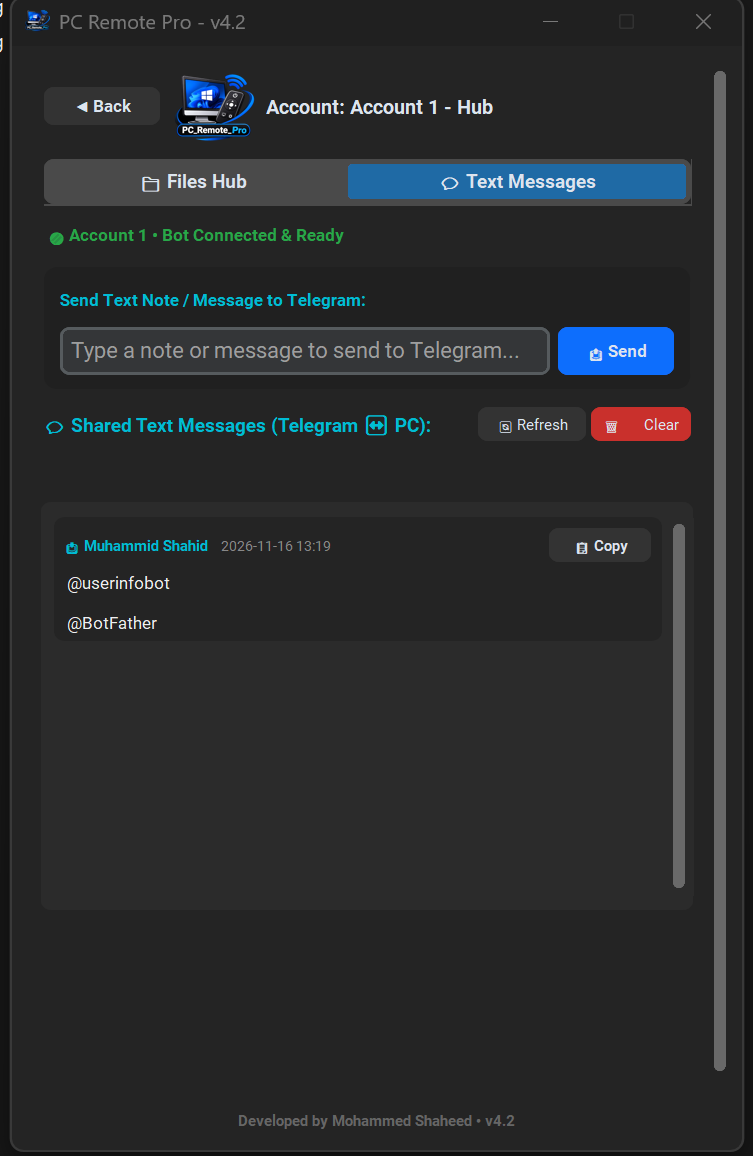 PC Remote Pro - v4.2
◄ Back
PC_Remote_Pro
Account: Account 1 - Hub
Files Hub
Text Messages
Account 1 • Bot Connected & Ready
Send Text Note / Message to Telegram:
Type a note or message to send to Telegram...
Send
Shared Text Messages (Telegram ↔ PC):
Refresh
Clear
Muhammid Shahid 2026-11-16 13:19
Copy
@userinfobot
@BotFather
Developed by Mohammed Shaheed • v4.2